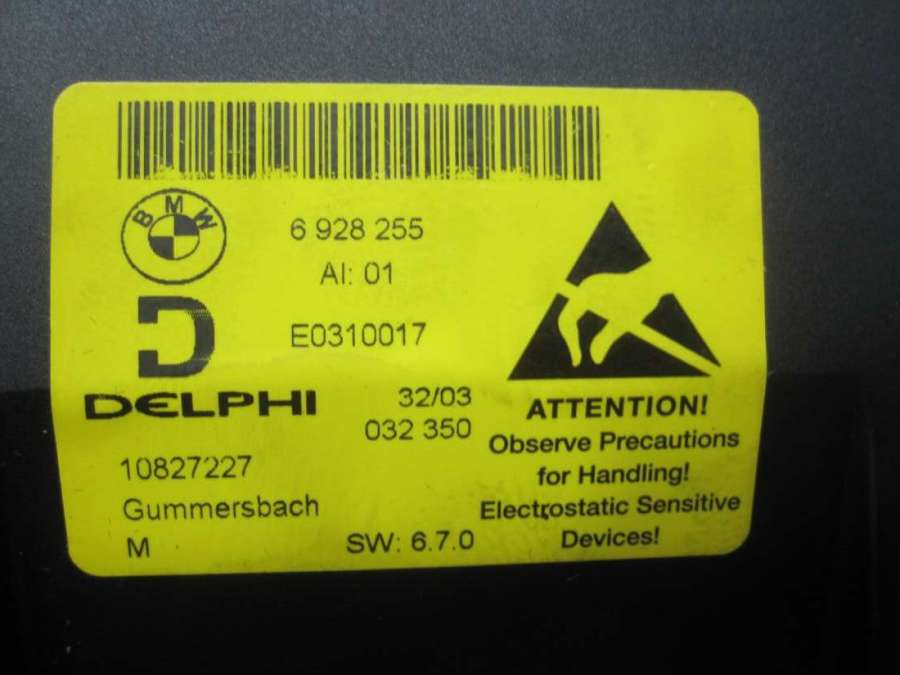 BMW
6 928 255
AI: 01
E0310017
DELPHI
32/03
032 350
10827227
Gummersbach
M
SW: 6.7.0
ATTENTION!
Observe Precautions
for Handling!
Electrostatic Sensitive
Devices!